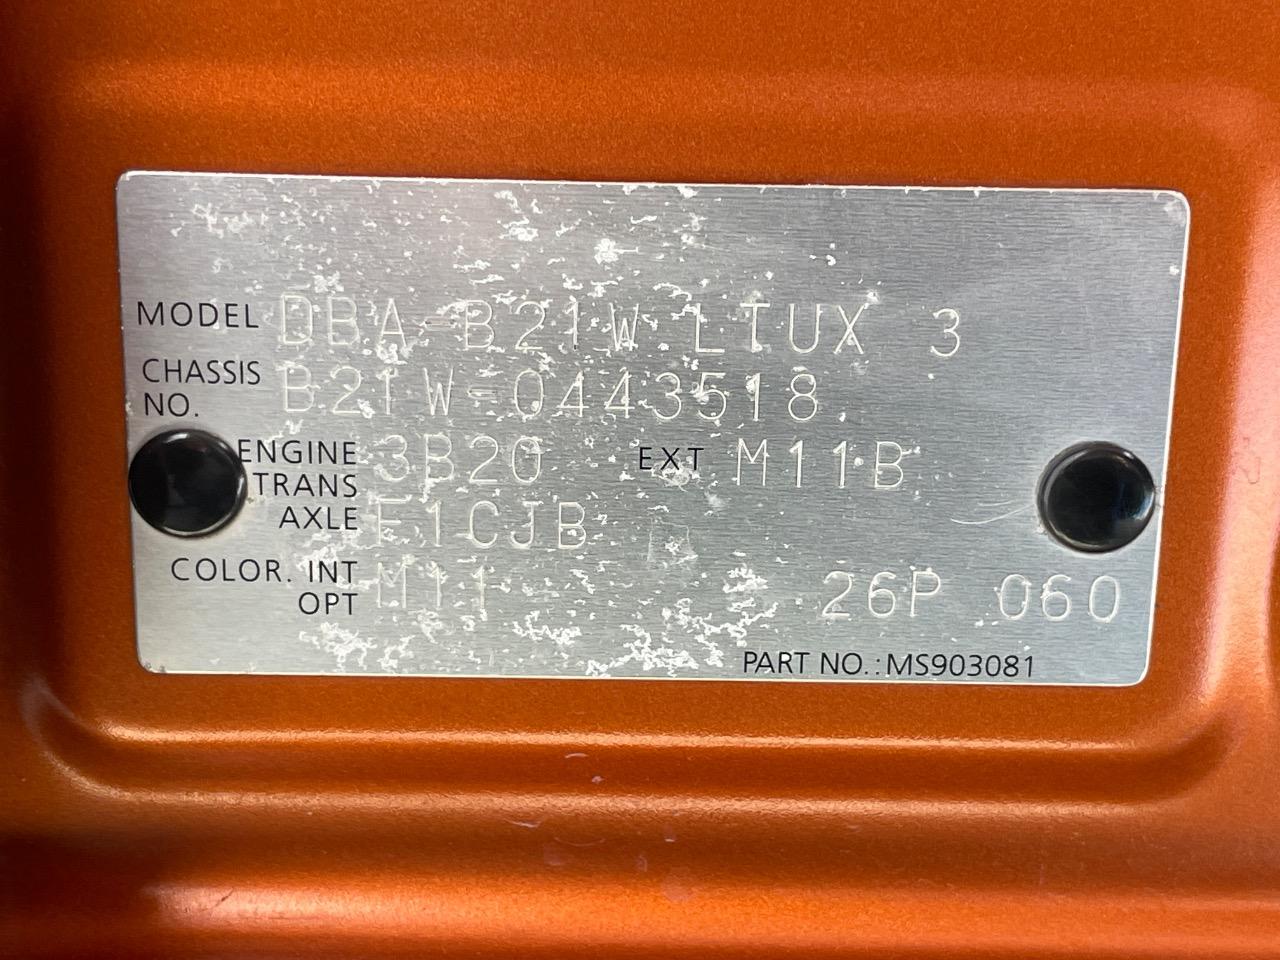 MODEL DBA-B21W LTUX 3
CHASSIS NO. B21W-0443518
ENGINE 3B20 EXT M11B
TRANS AXLE F1CJB
COLOR. INT OPT M11 26P 060
PART NO.: MS903081